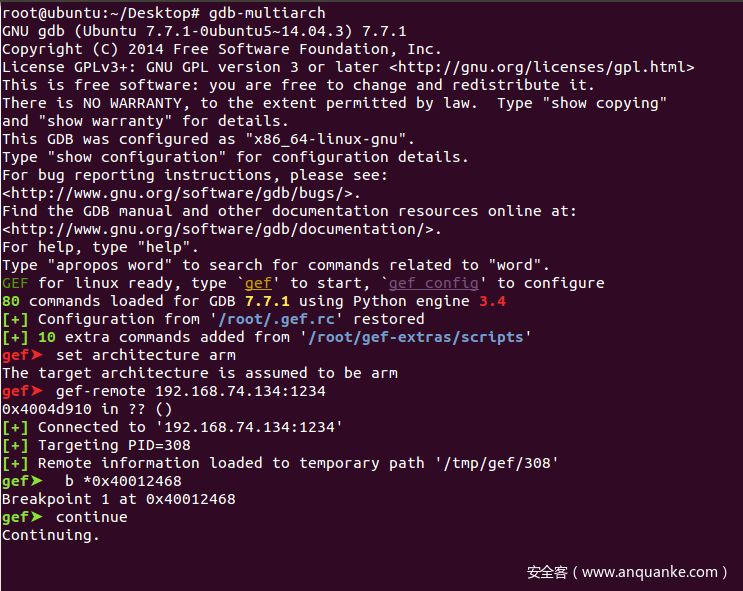 root@ubuntu:~/Desktop# gdb-multiarch
GNU gdb (Ubuntu 7.7.1-0ubuntu5~14.04.3) 7.7.1
Copyright (C) 2014 Free Software Foundation, Inc.
License GPLv3+: GNU GPL version 3 or later <http://gnu.org/licenses/gpl.html>
This is free software: you are free to change and redistribute it.
There is NO WARRANTY, to the extent permitted by law.  Type "show copying"
and "show warranty" for details.
This GDB was configured as "x86_64-linux-gnu".
Type "show configuration" for configuration details.
For bug reporting instructions, please see:
<http://www.gnu.org/software/gdb/bugs/>.
Find the GDB manual and other documentation resources online at:
<http://www.gnu.org/software/gdb/documentation/>.
For help, type "help".
Type "apropos word" to search for commands related to "word".
GEF for linux ready, type `gef' to start, `gef config' to configure
80 commands loaded for GDB 7.7.1 using Python engine 3.4
[+] Configuration from '/root/.gef.rc' restored
[+] 10 extra commands added from '/root/gef-extras/scripts'
gef➤  set architecture arm
The target architecture is assumed to be arm
gef➤  gef-remote 192.168.74.134:1234
0x4004d910 in ?? ()
[+] Connected to '192.168.74.134:1234'
[+] Targeting PID=308
[+] Remote information loaded to temporary path '/tmp/gef/308'
gef➤   b *0x40012468
Breakpoint 1 at 0x40012468
gef➤  continue
Continuing.
安全客（www.anquanke.com）